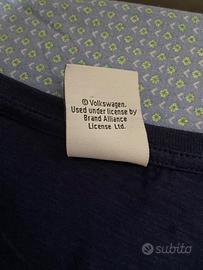 © Volkswagen.
Used under license by
Brand Alliance
License Ltd.
subito